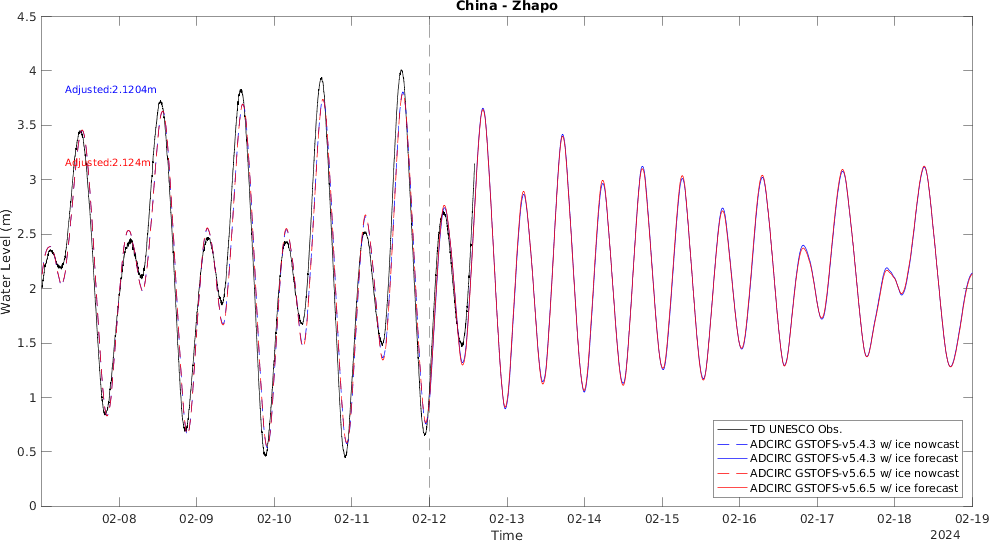 China - Zhapo
4.5
4
3.5
3
2.5
2
1.5
1
0.5
0
Water Level (m)
Adjusted:2.1204m
Adjusted:2.124m
TD UNESCO Obs.
ADCIRC GSTOFS-v5.4.3 w/ ice nowcast
ADCIRC GSTOFS-v5.4.3 w/ ice forecast
ADCIRC GSTOFS-v5.6.5 w/ ice nowcast
ADCIRC GSTOFS-v5.6.5 w/ ice forecast
02-08 02-09 02-10 02-11 02-12 02-13 02-14 02-15 02-16 02-17 02-18 02-19
Time
2024